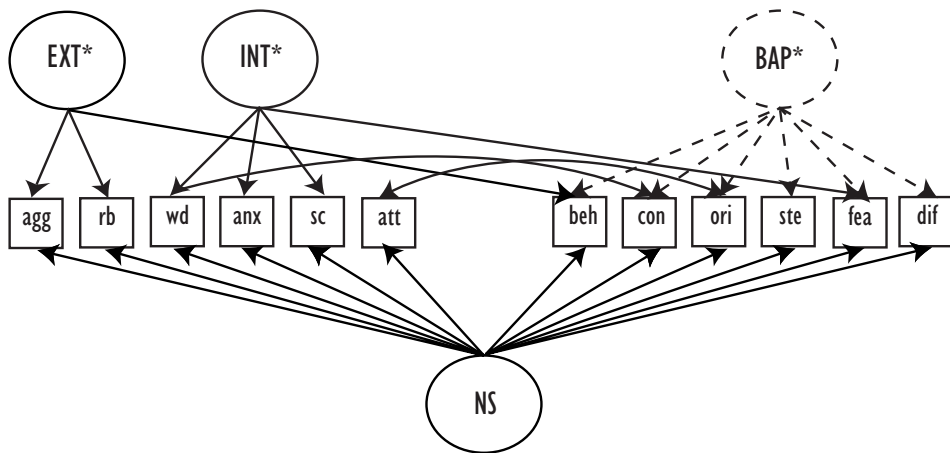 EXT* INT* BAP*
agg rb wd anx sc att beh con ori ste fea dif
NS